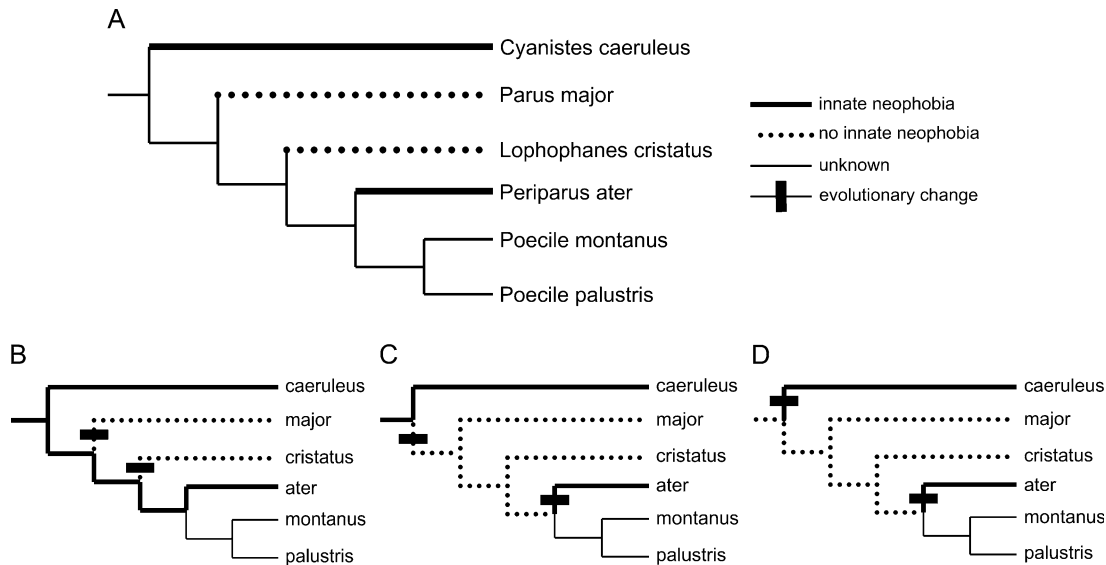 A
Cyanistes caeruleus
Parus major
Lophophanes cristatus
Periparus ater
Poecile montanus
Poecile palustris
innate neophobia
no innate neophobia
unknown
evolutionary change
B
caeruleus
major
cristatus
ater
montanus
palustris
C
caeruleus
major
cristatus
ater
montanus
palustris
D
caeruleus
major
cristatus
ater
montanus
palustris